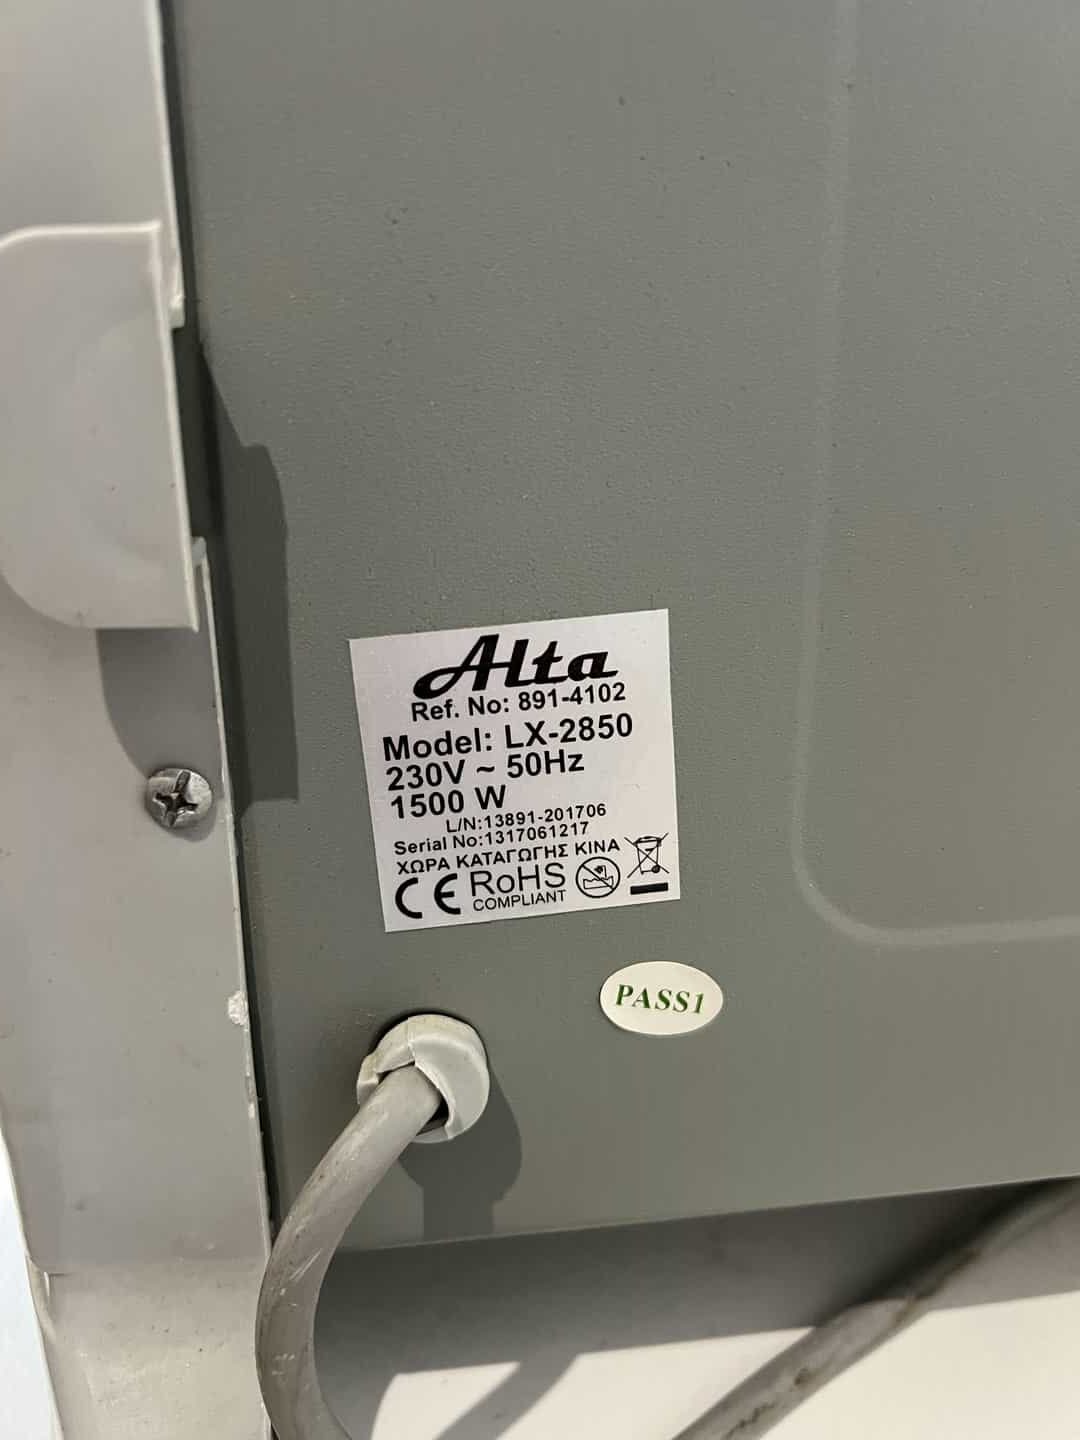 Alta
Ref. No: 891-4102
Model: LX-2850
230V ~ 50Hz
1500 W
L/N:13891-201706
Serial No:1317061217
ΧΩΡΑ ΚΑΤΑΓΩΓΗΣ ΚΙΝΑ
CE RoHS
COMPLIANT
PASS1